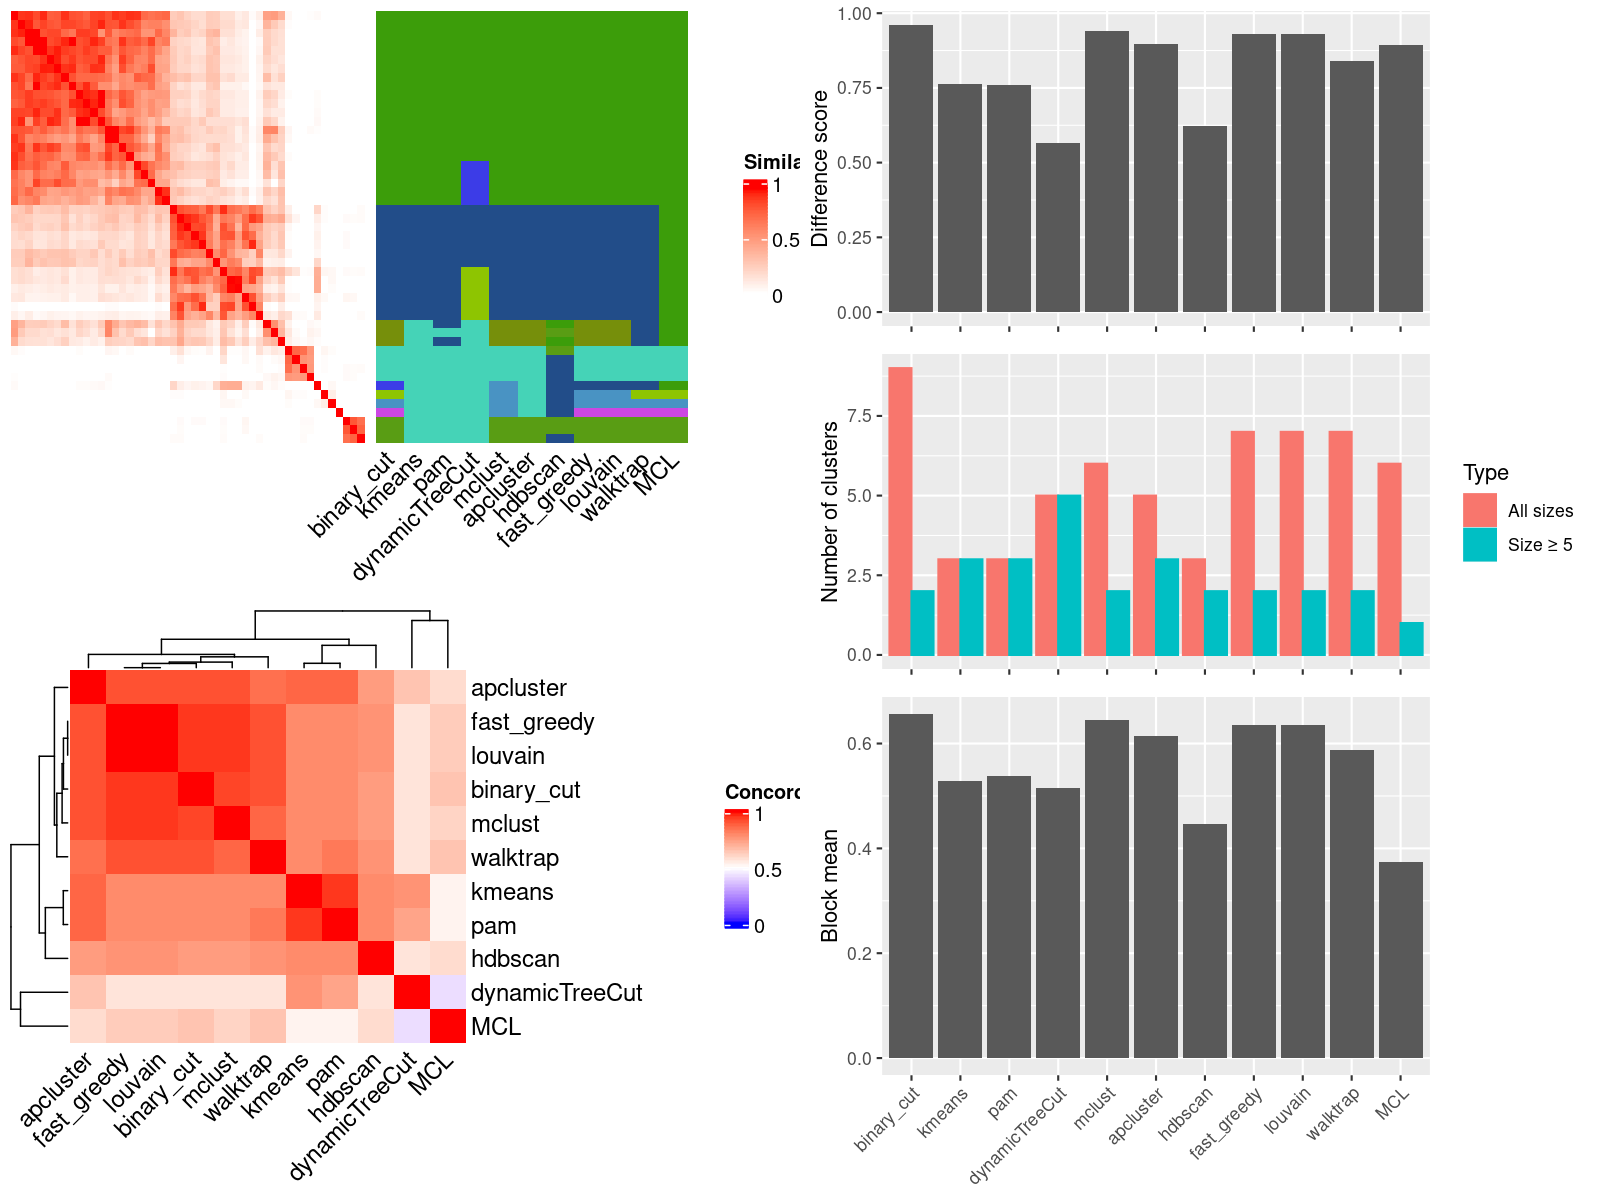 Simila
1
0.5
0
binary_cut
kmeans
pam
dynamicTreeCut
mclust
apcluster
hdbscan
fast_greedy
louvain
walktrap
MCL
apcluster
fast_greedy
louvain
binary_cut
mclust
walktrap
kmeans
pam
hdbscan
dynamicTreeCut
MCL
Concord
1
0.5
0
apcluster
fast_greedy
louvain
binary_cut
mclust
walktrap
kmeans
pam
hdbscan
dynamicTreeCut
MCL
Difference score
1.00
0.75
0.50
0.25
0.00
Number of clusters
7.5
5.0
2.5
0.0
Type
All sizes
Size ≥ 5
Block mean
0.6
0.4
0.2
0.0
binary_cut
kmeans
pam
dynamicTreeCut
mclust
apcluster
hdbscan
fast_greedy
louvain
walktrap
MCL